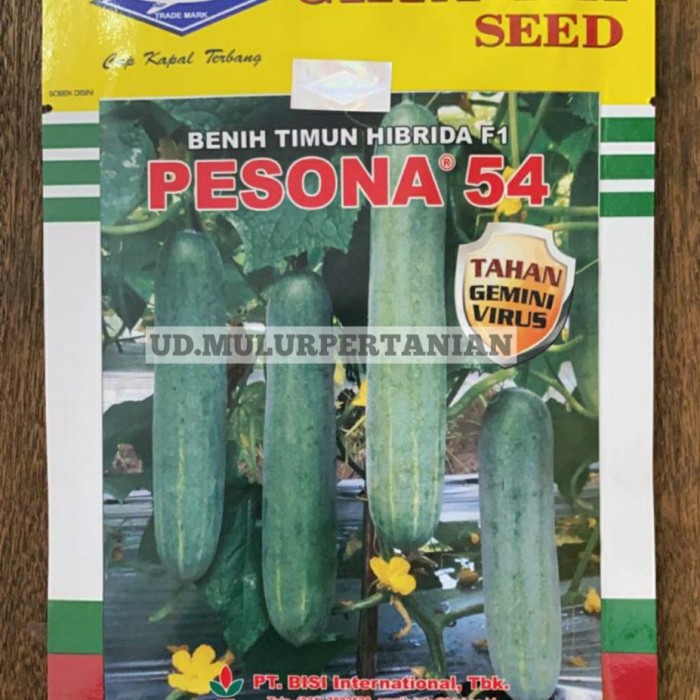 TRADE MARK
SEED
Cap Kapal Terbang
SOBEK DISINI
BENIH TIMUN HIBRIDA F1
PESONA® 54
TAHAN
GEMINI
VIRUS
UD.MULURPERTANIAN
PT. BISI International, Tbk.